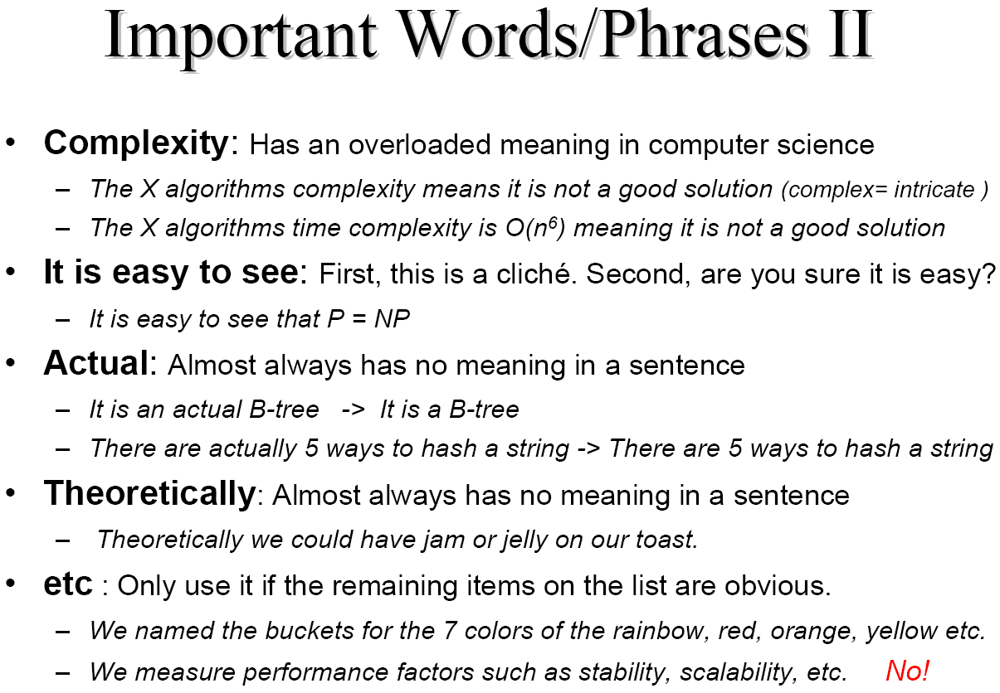 Important Words/Phrases II
• Complexity: Has an overloaded meaning in computer science
– The X algorithms complexity means it is not a good solution (complex= intricate )
– The X algorithms time complexity is O(n⁶) meaning it is not a good solution
• It is easy to see: First, this is a cliché. Second, are you sure it is easy?
– It is easy to see that P = NP
• Actual: Almost always has no meaning in a sentence
– It is an actual B-tree -> It is a B-tree
– There are actually 5 ways to hash a string -> There are 5 ways to hash a string
• Theoretically: Almost always has no meaning in a sentence
– Theoretically we could have jam or jelly on our toast.
• etc : Only use it if the remaining items on the list are obvious.
– We named the buckets for the 7 colors of the rainbow, red, orange, yellow etc.
– We measure performance factors such as stability, scalability, etc. No!